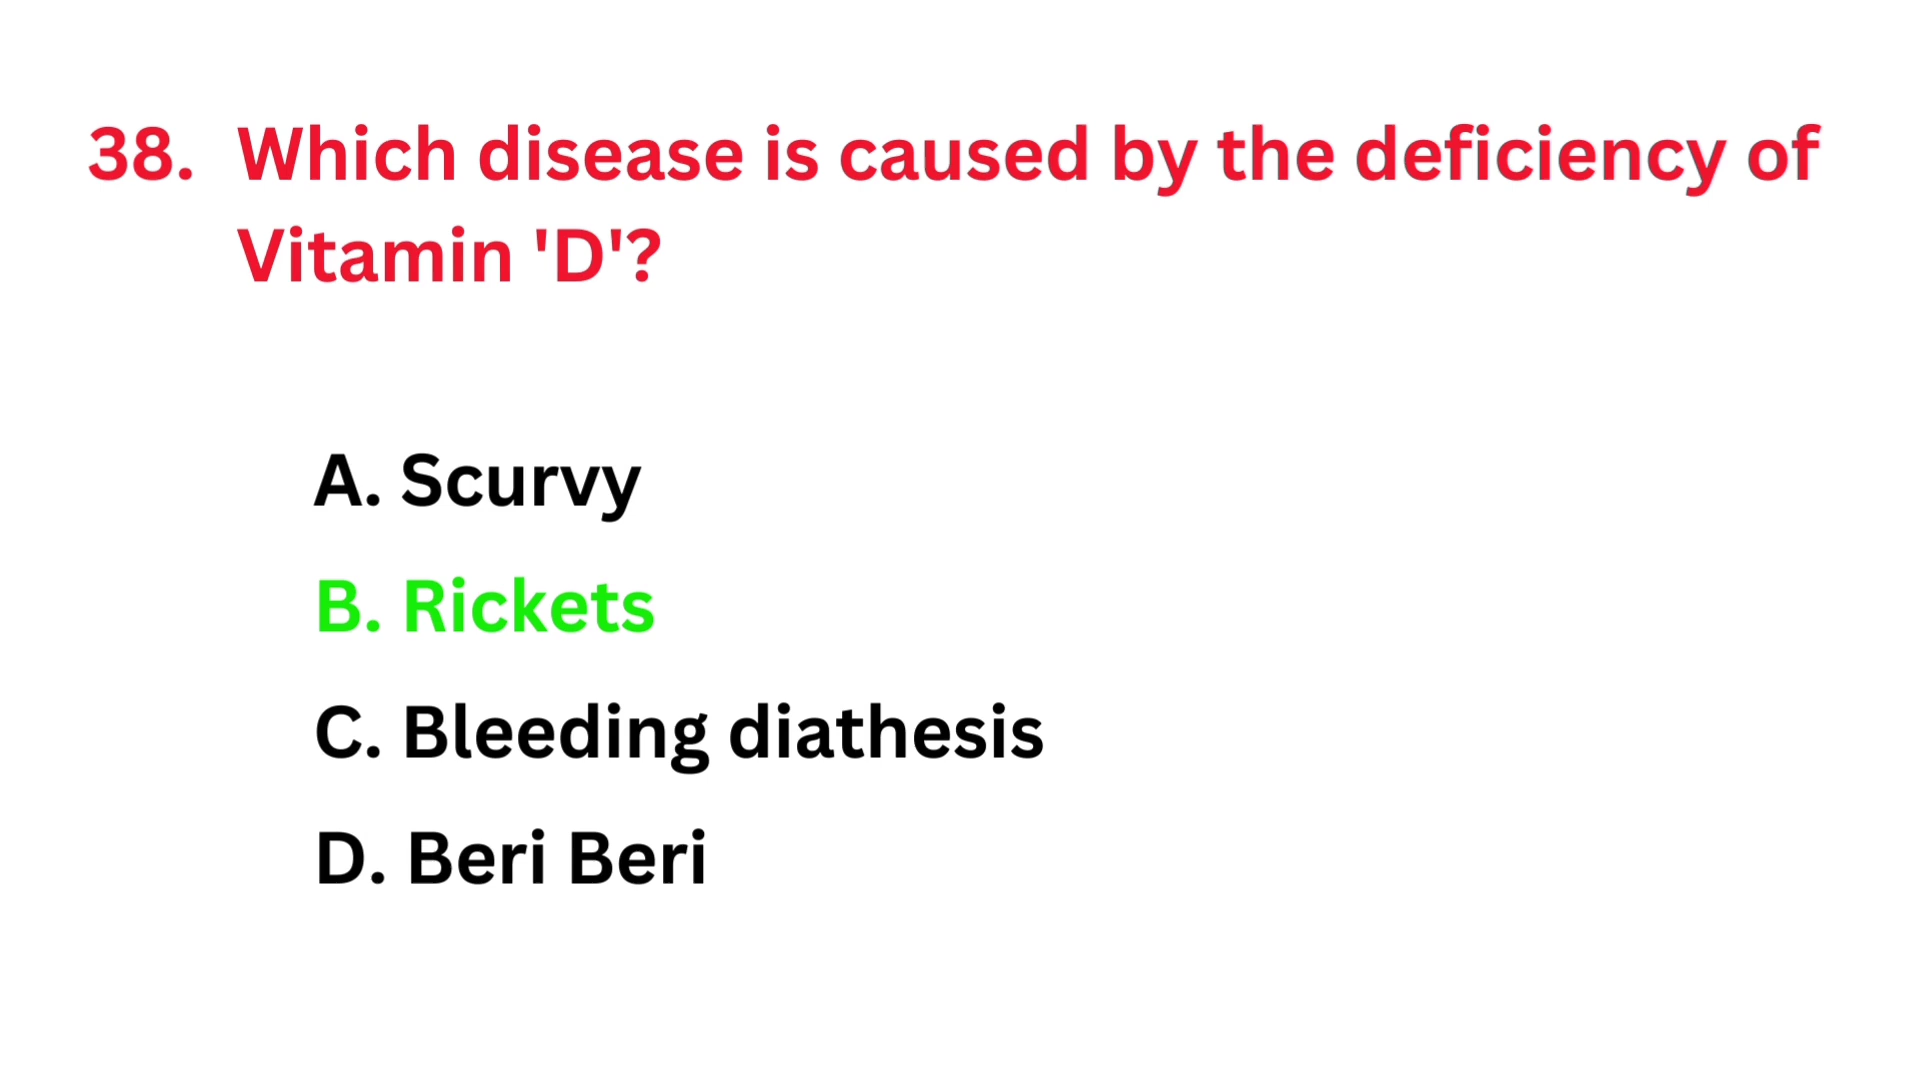 38. Which disease is caused by the deficiency of
Vitamin 'D'?
A. Scurvy
B. Rickets
C. Bleeding diathesis
D. Beri Beri